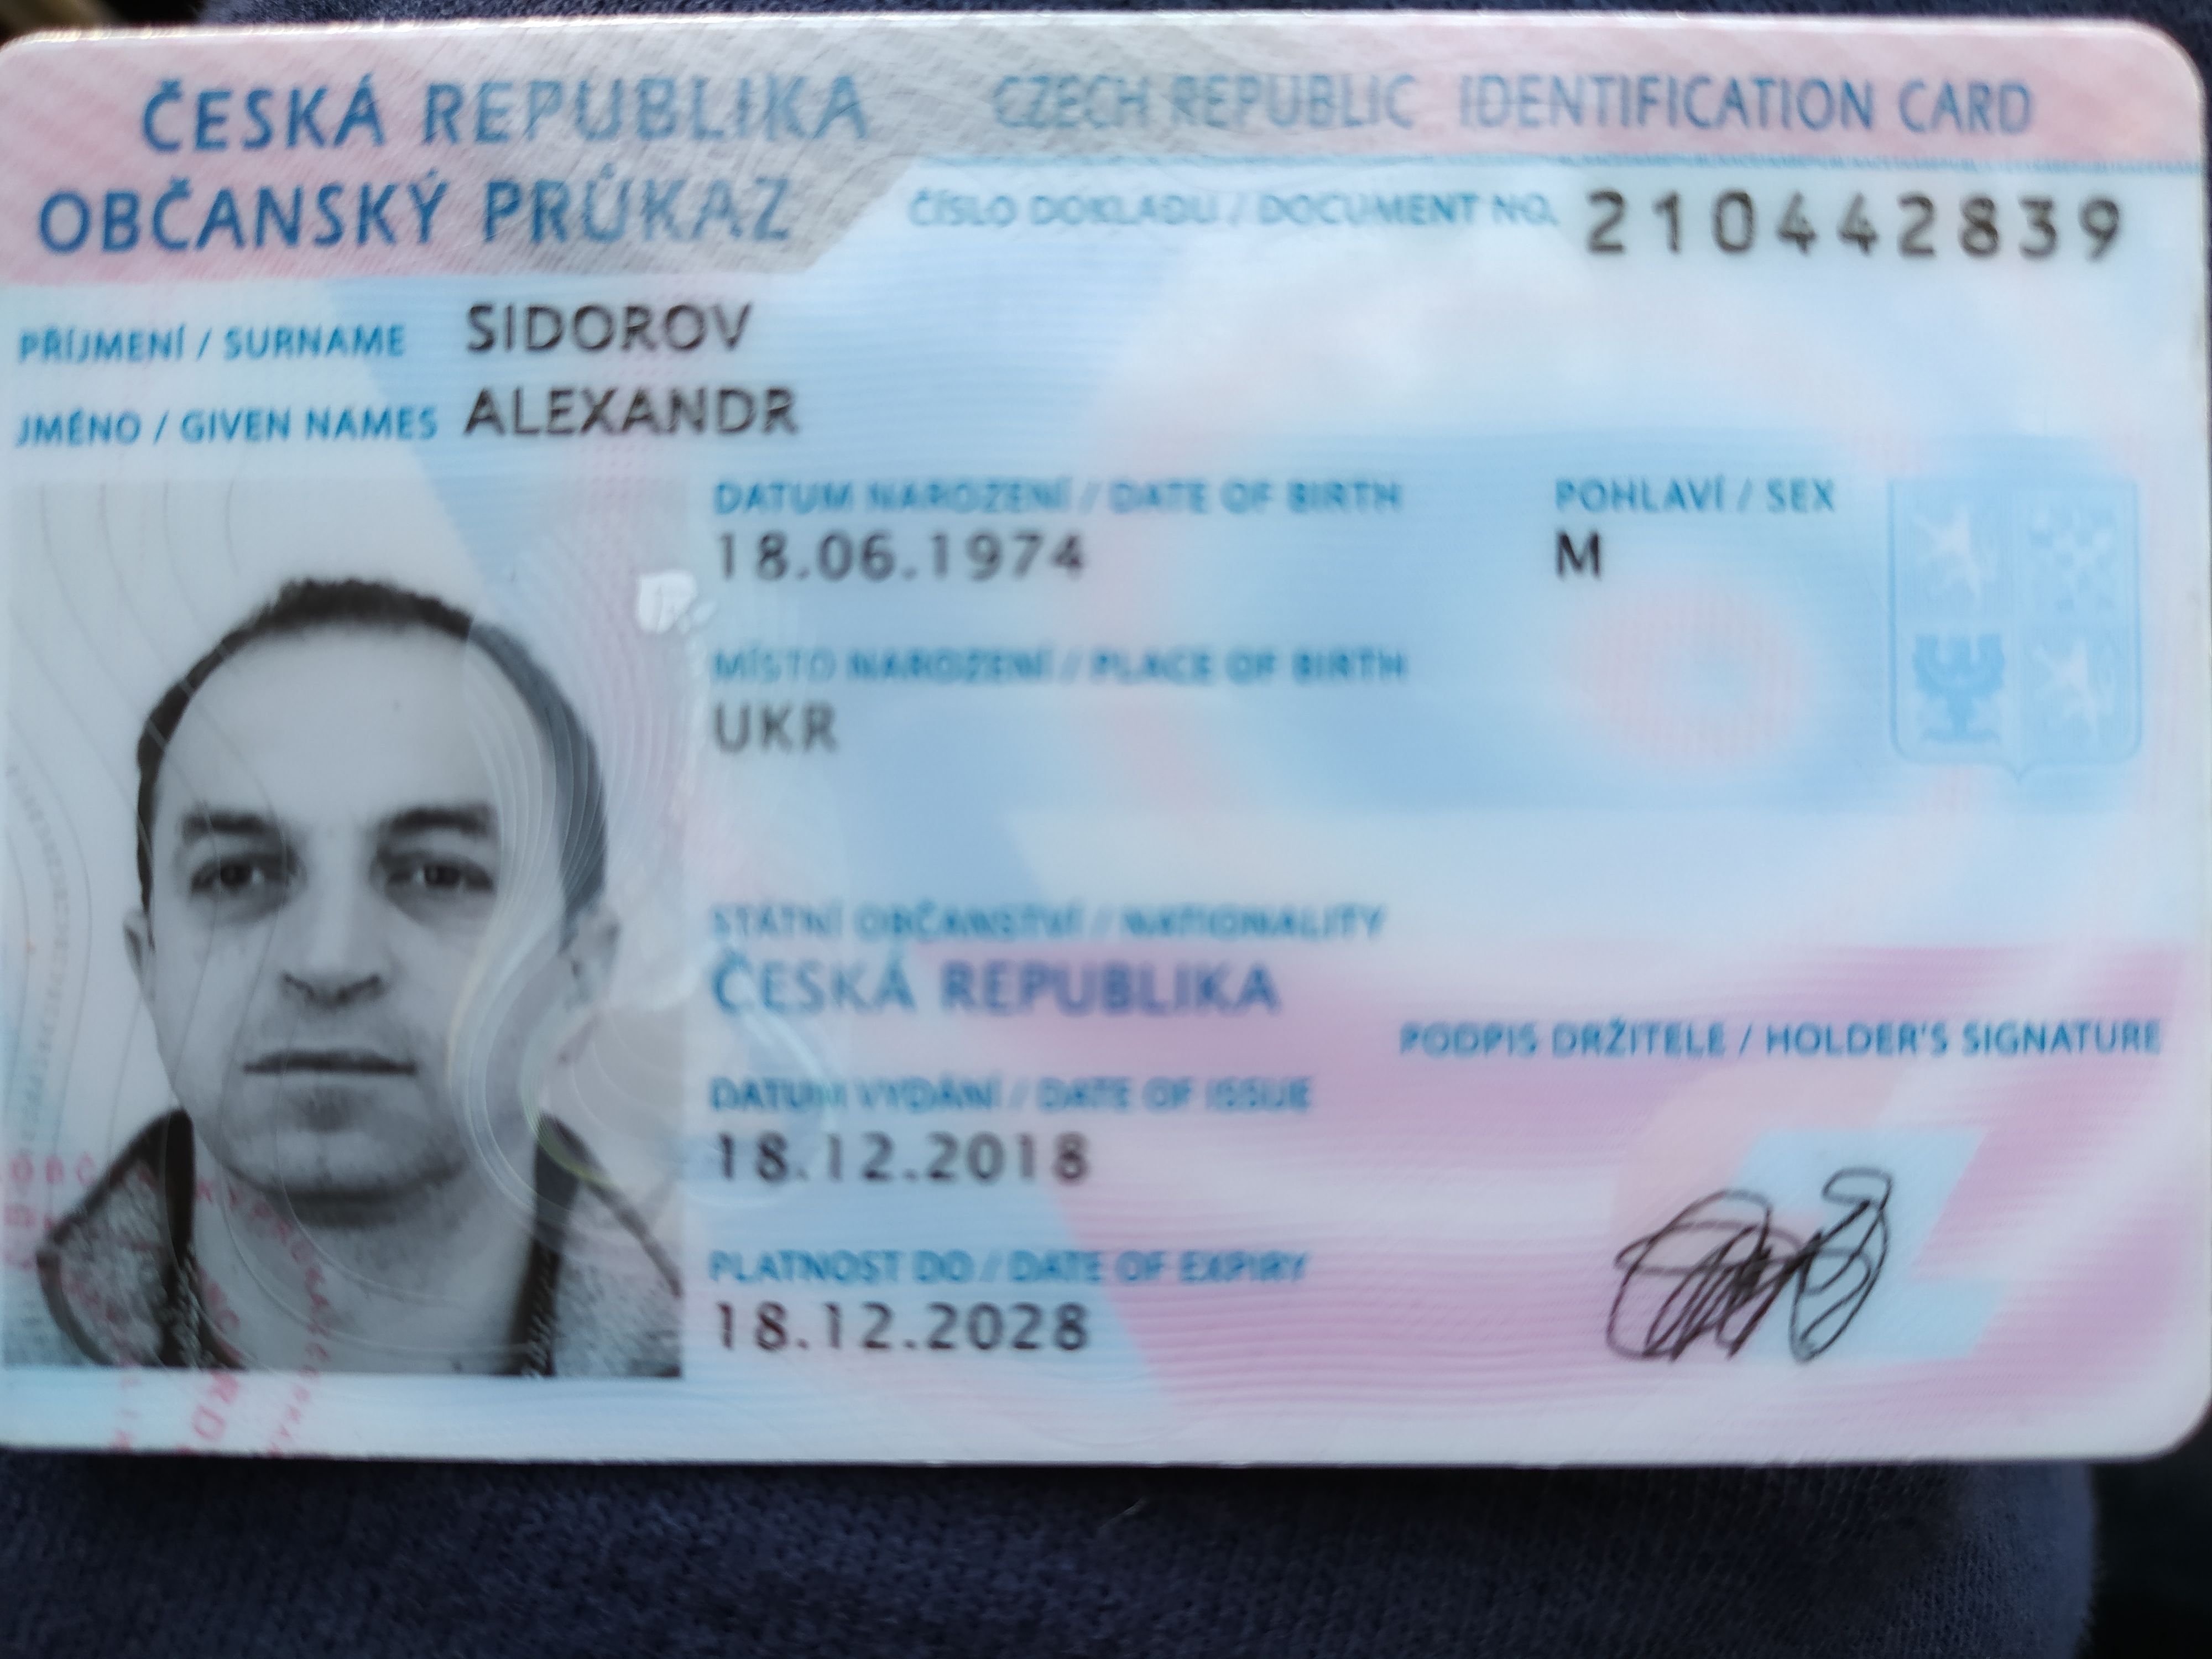 ČESKÁ REPUBLIKA CZECH REPUBLIC IDENTIFICATION CARD
OBČANSKÝ PRŮKAZ
ČÍSLO DOKLADU / DOCUMENT NO. 210442839
PŘÍJMENÍ / SURNAME SIDOROV
JMÉNO / GIVEN NAMES ALEXANDR
DATUM NAROZENÍ / DATE OF BIRTH POHLAVÍ / SEX
18.06.1974 M
MÍSTO NAROZENÍ / PLACE OF BIRTH
UKR
STÁTNÍ OBČANSTVÍ / NATIONALITY
ČESKÁ REPUBLIKA
PODPIS DRŽITELE / HOLDER'S SIGNATURE
DATUM VYDÁNÍ / DATE OF ISSUE
18.12.2018
PLATNOST DO / DATE OF EXPIRY
18.12.2028